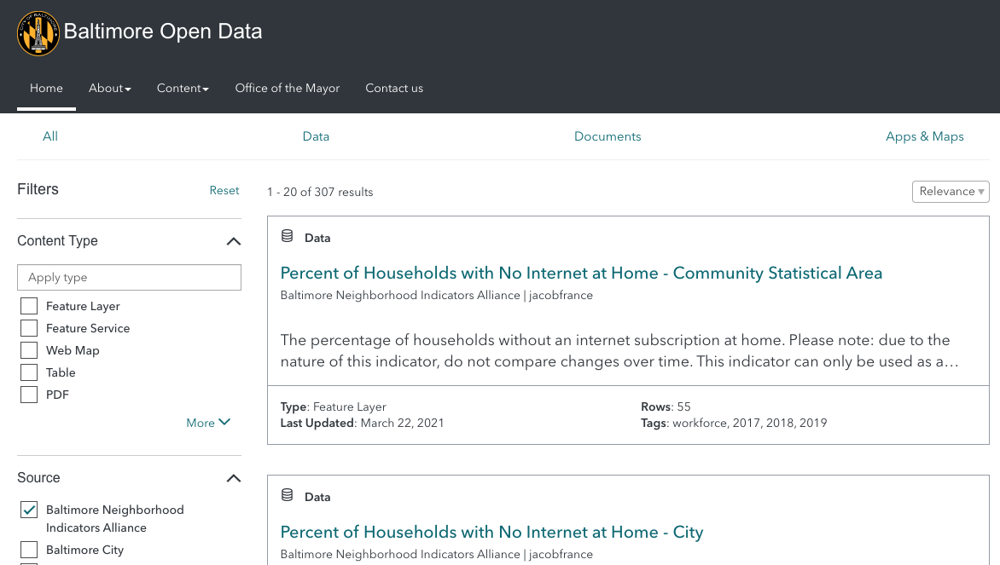 Baltimore Open Data
Home About Content Office of the Mayor Contact us
All Data Documents Apps & Maps
Filters Reset
1 - 20 of 307 results Relevance
Content Type
Apply type
Feature Layer
Feature Service
Web Map
Table
PDF
More
Source
Baltimore Neighborhood
Indicators Alliance
Baltimore City
Data
Percent of Households with No Internet at Home - Community Statistical Area
Baltimore Neighborhood Indicators Alliance | jacobfrance
The percentage of households without an internet subscription at home. Please note: due to the
nature of this indicator, do not compare changes over time. This indicator can only be used as a…
Type: Feature Layer Rows: 55
Last Updated: March 22, 2021 Tags: workforce, 2017, 2018, 2019
Data
Percent of Households with No Internet at Home - City
Baltimore Neighborhood Indicators Alliance | jacobfrance